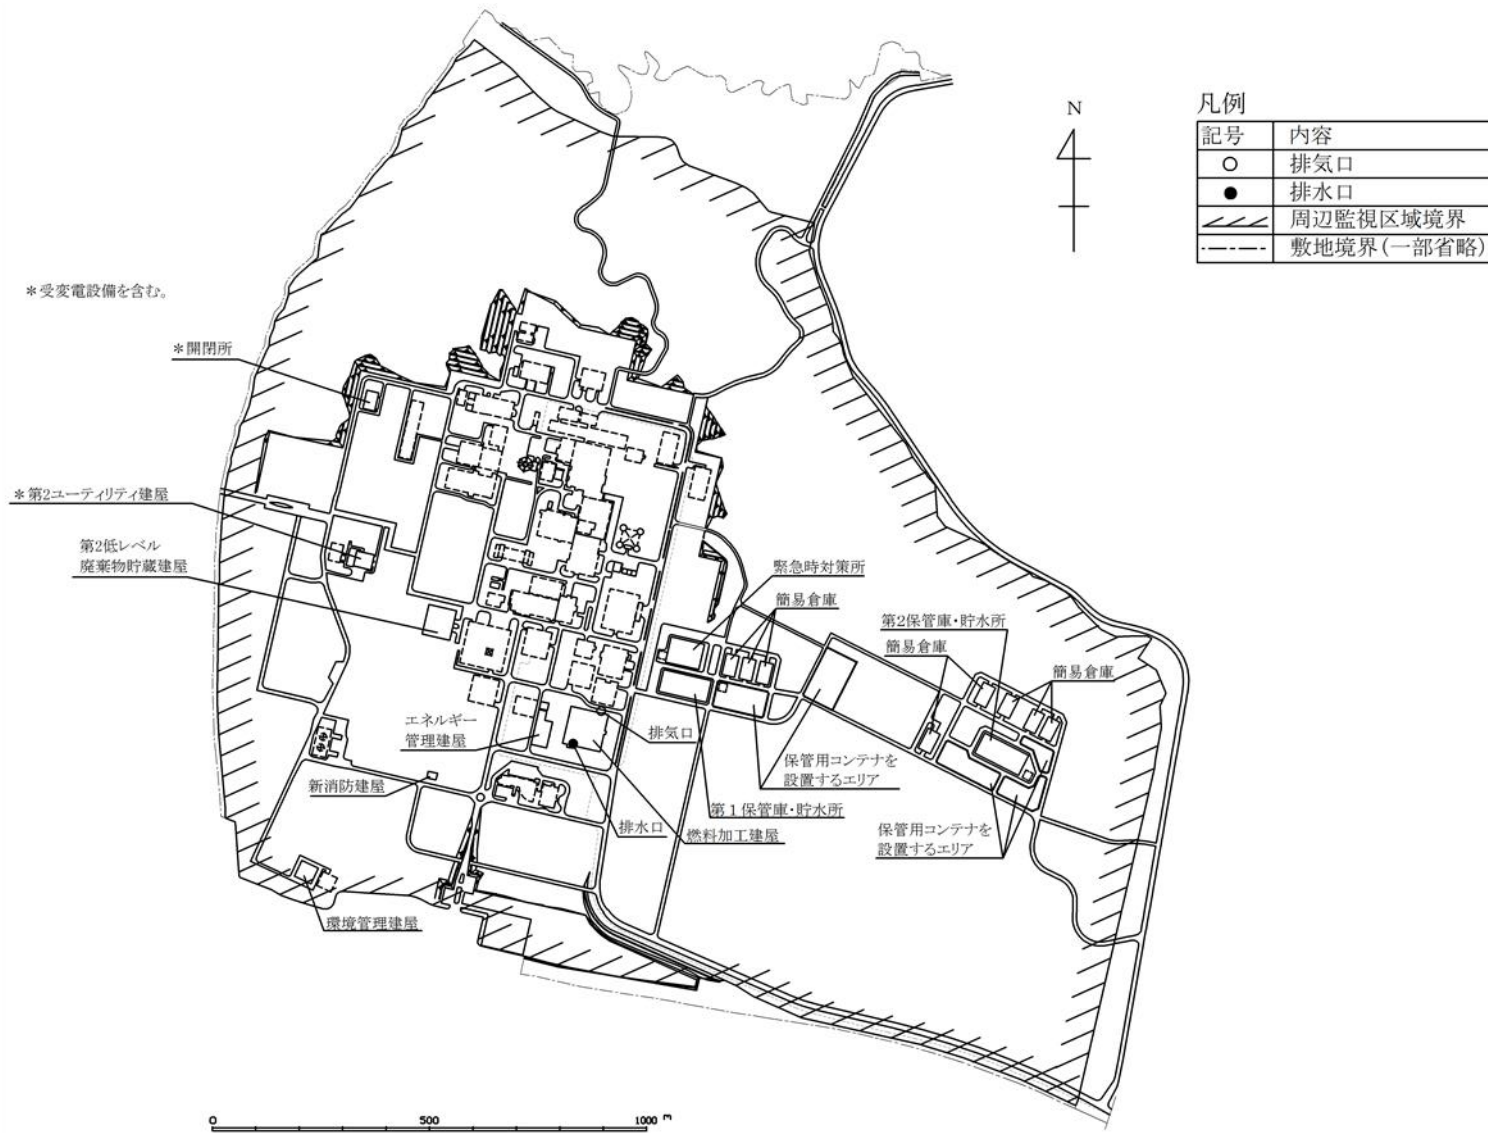 N
凡例
記号 内容
排気口
排水口
周辺監視区域境界
敷地境界(一部省略)
＊受変電設備を含む。
＊開閉所
＊第2ユーティリティ建屋
第2低レベル
廃棄物貯蔵建屋
緊急時対策所
簡易倉庫
第2保管庫・貯水所
簡易倉庫
簡易倉庫
エネルギー
管理建屋
排気口
保管用コンテナを
設置するエリア
新消防建屋
第１保管庫・貯水所
排水口
燃料加工建屋
保管用コンテナを
設置するエリア
環境管理建屋
0 500 1000 m